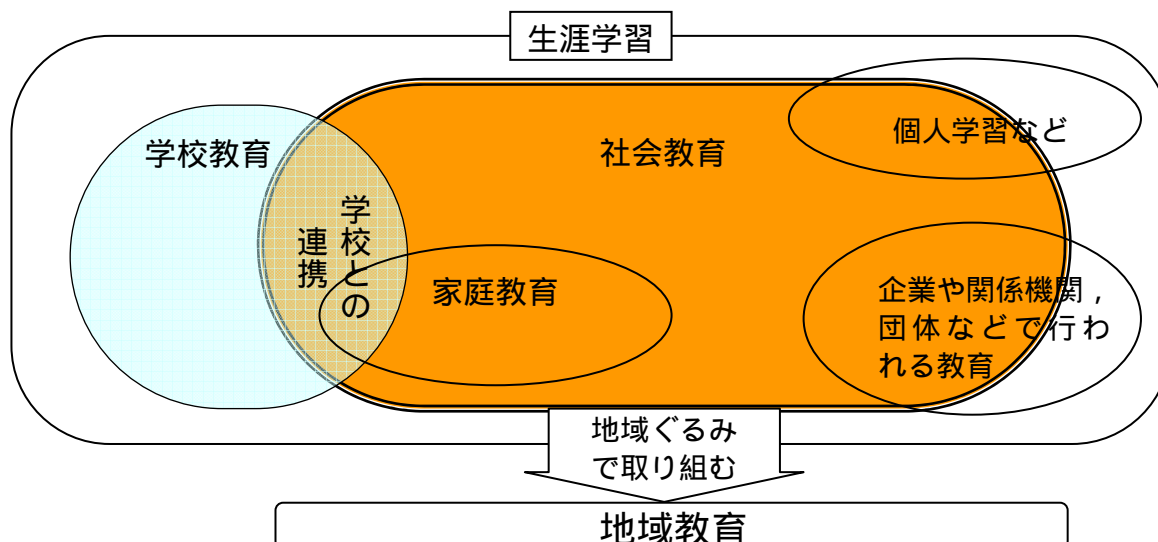 生涯学習
学校教育
社会教育
個人学習など
学校との
連携
家庭教育
企業や関係機関，
団体などで行わ
れる教育
地域ぐるみ
で取り組む
地域教育